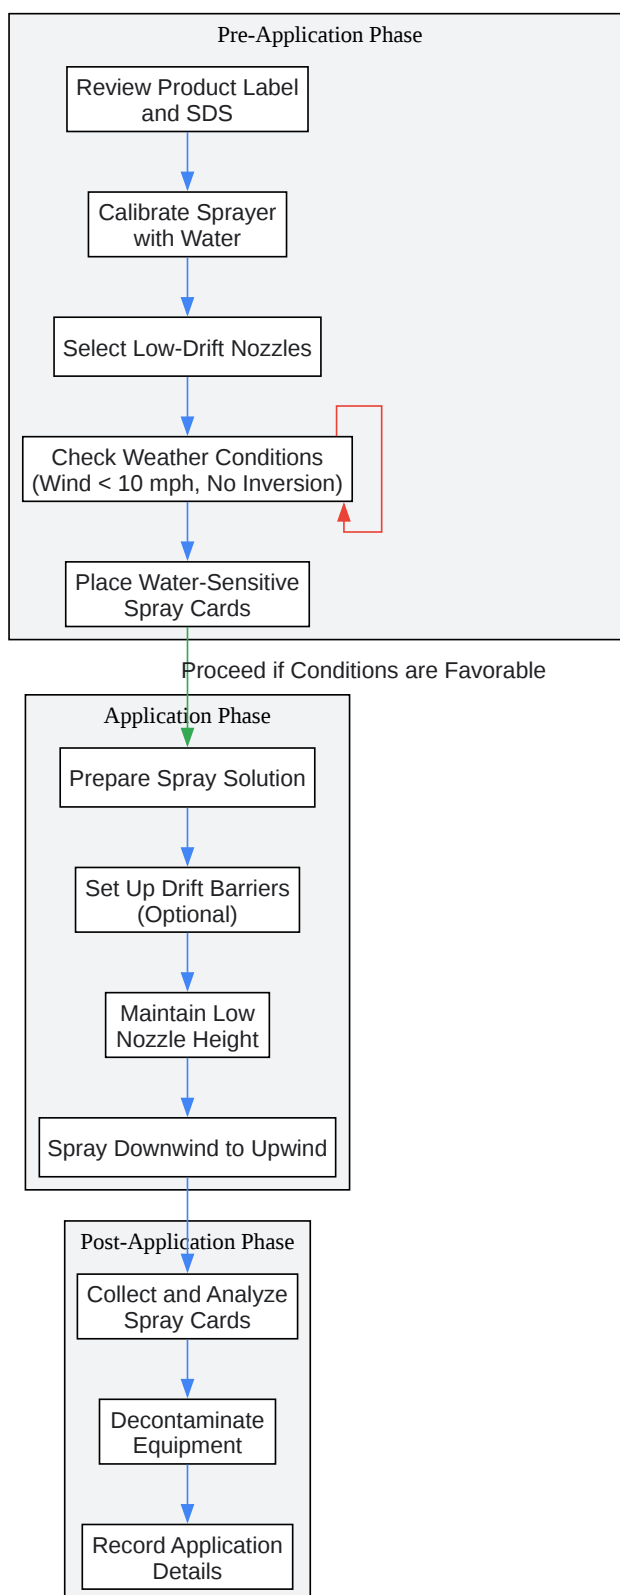 Pre-Application Phase
Review Product Label
and SDS
Calibrate Sprayer
with Water
Select Low-Drift Nozzles
Check Weather Conditions
(Wind < 10 mph, No Inversion)
Place Water-Sensitive
Spray Cards
Proceed if Conditions are Favorable
Application Phase
Prepare Spray Solution
Set Up Drift Barriers
(Optional)
Maintain Low
Nozzle Height
Spray Downwind to Upwind
Post-Application Phase
Collect and Analyze
Spray Cards
Decontaminate
Equipment
Record Application
Details